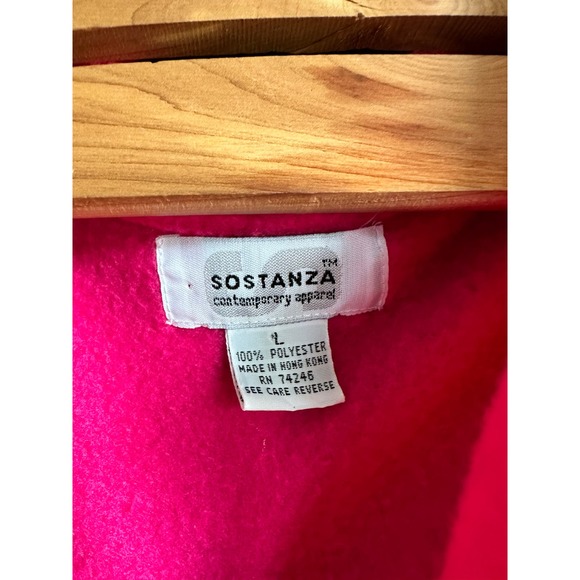 SOSTANZA™
contemporary apparel
L
100% POLYESTER
MADE IN HONG KONG
RN 74246
SEE CARE REVERSE